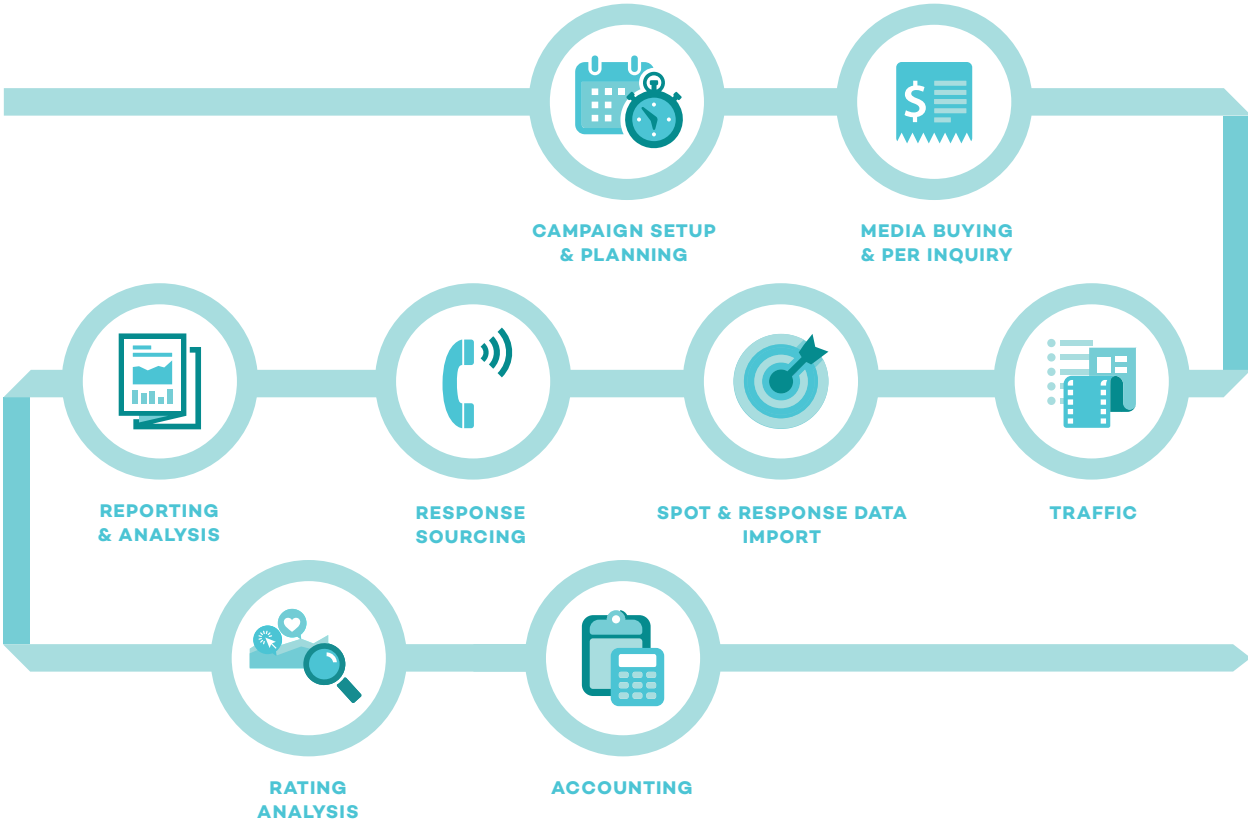 $
CAMPAIGN SETUP
& PLANNING
MEDIA BUYING
& PER INQUIRY
REPORTING
& ANALYSIS
RESPONSE
SOURCING
SPOT & RESPONSE DATA
IMPORT
TRAFFIC
RATING
ANALYSIS
ACCOUNTING